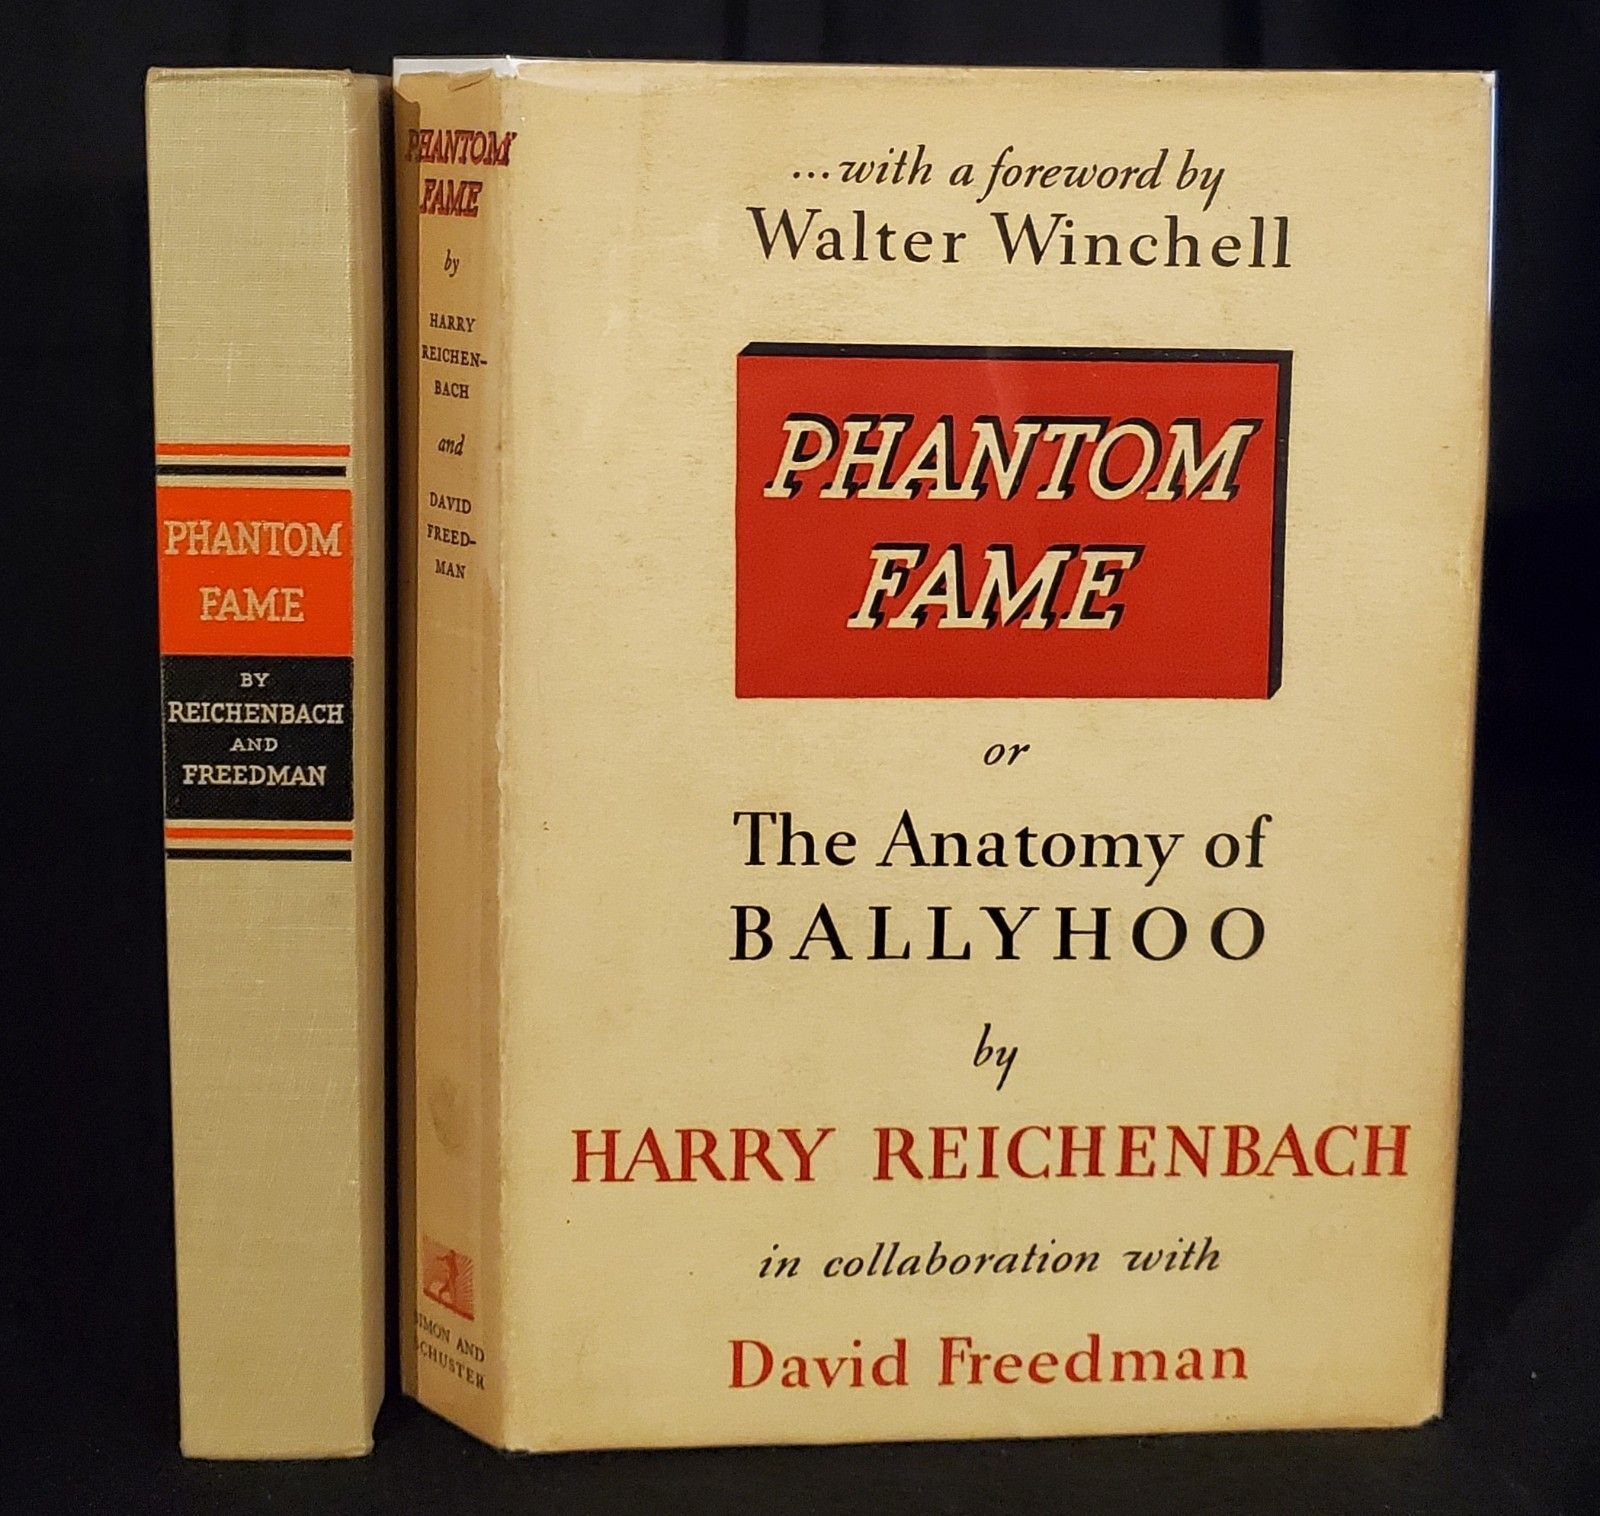 PHANTOM
FAME
BY
REICHENBACH
AND
FREEDMAN
PHANTOM
FAME
by
HARRY
REICHEN-
BACH
and
DAVID
FREED-
MAN
SIMON AND
SCHUSTER
...with a foreword by
Walter Winchell
PHANTOM
FAME
or
The Anatomy of
BALLYHOO
by
HARRY REICHENBACH
in collaboration with
David Freedman